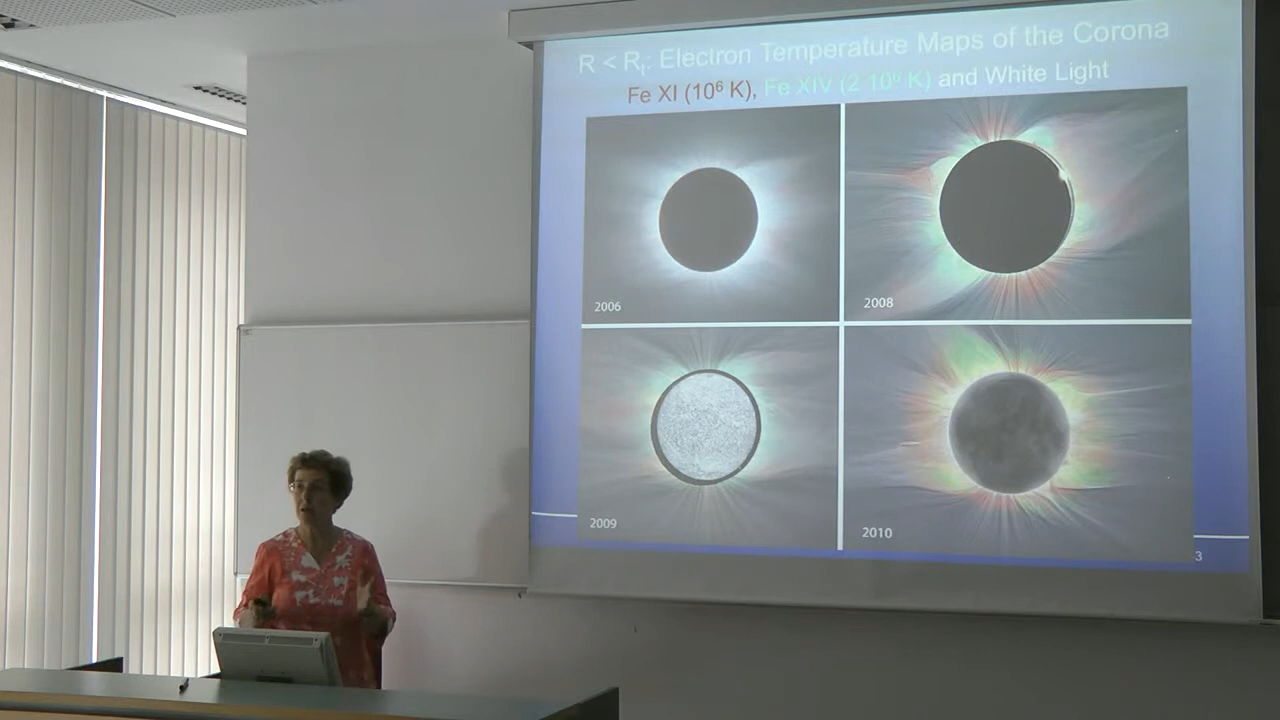 R < Rf: Electron Temperature Maps of the Corona
Fe XI (10⁶ K), Fe XIV (2 10⁶ K) and White Light
2006
2008
2009
2010
3